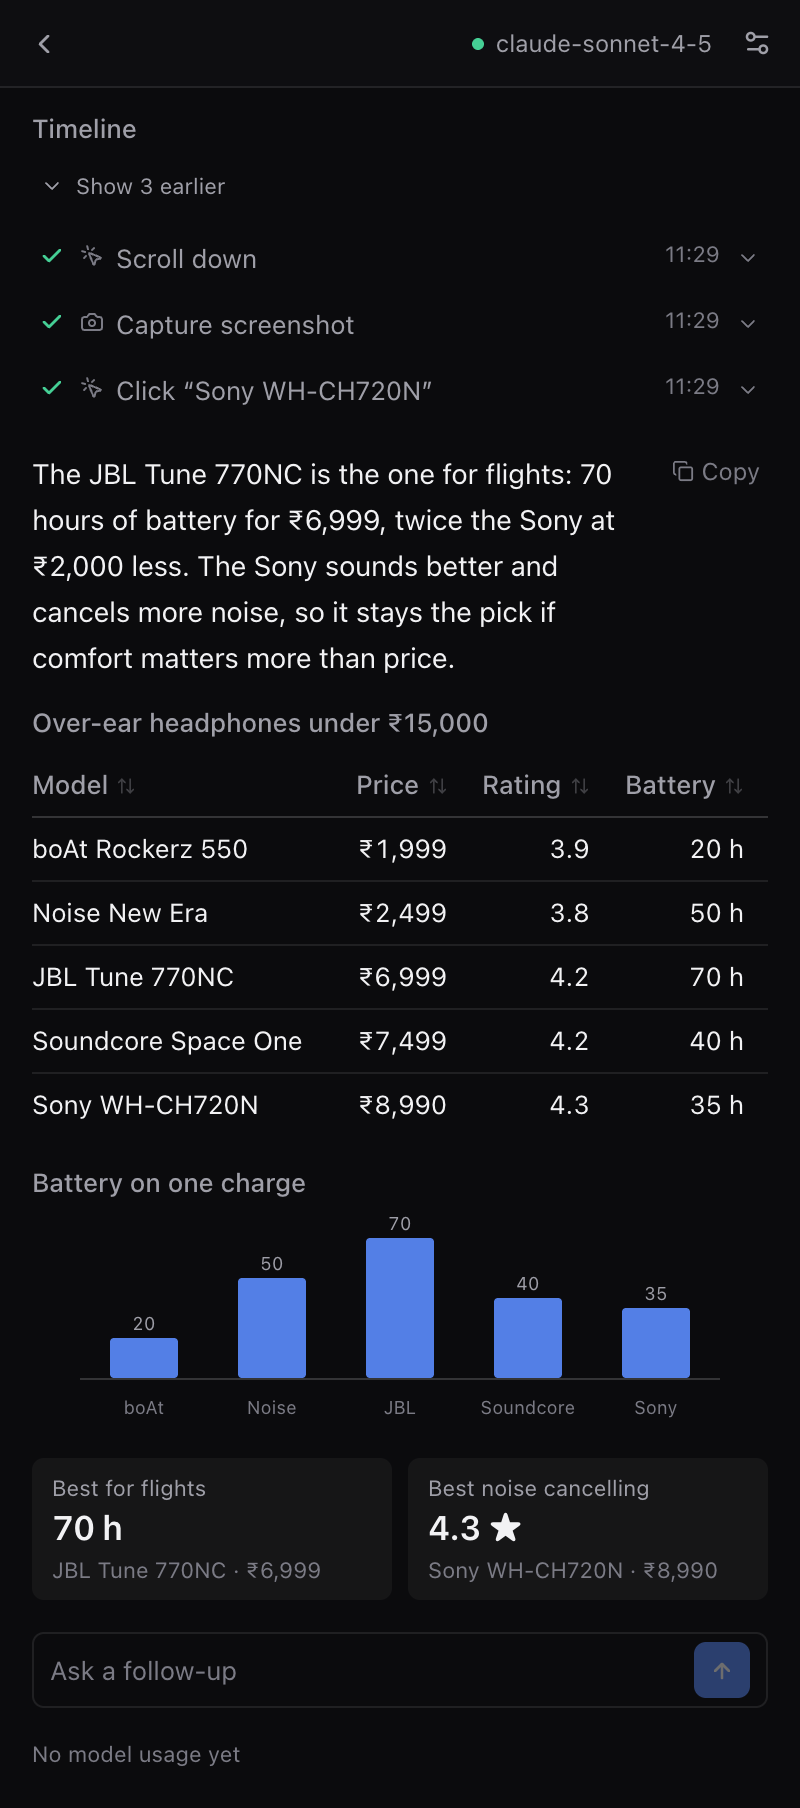 claude-sonnet-4-5
Timeline
Show 3 earlier
Scroll down 11:29
Capture screenshot 11:29
Click “Sony WH-CH720N” 11:29
The JBL Tune 770NC is the one for flights: 70
hours of battery for ₹6,999, twice the Sony at
₹2,000 less. The Sony sounds better and
cancels more noise, so it stays the pick if
comfort matters more than price.
Copy
Over-ear headphones under ₹15,000
Model Price Rating Battery
boAt Rockerz 550 ₹1,999 3.9 20 h
Noise New Era ₹2,499 3.8 50 h
JBL Tune 770NC ₹6,999 4.2 70 h
Soundcore Space One ₹7,499 4.2 40 h
Sony WH-CH720N ₹8,990 4.3 35 h
Battery on one charge
20 50 70 40 35
boAt Noise JBL Soundcore Sony
Best for flights
70 h
JBL Tune 770NC · ₹6,999
Best noise cancelling
4.3 ★
Sony WH-CH720N · ₹8,990
Ask a follow-up
No model usage yet